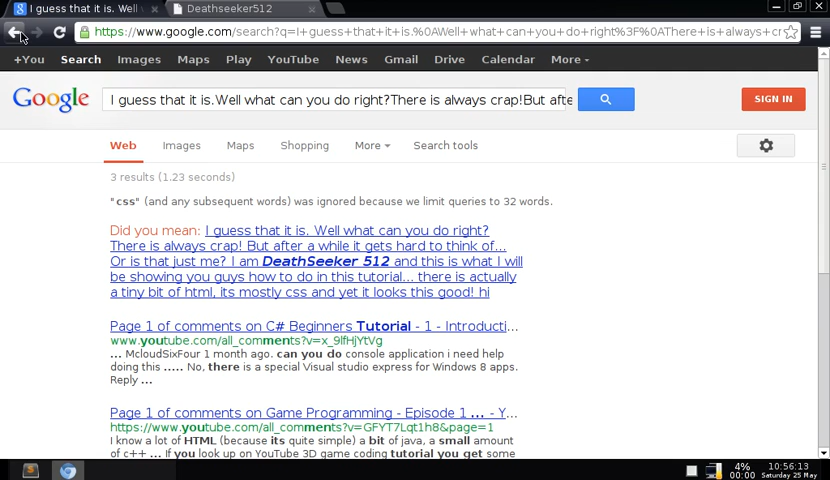 I guess that it is. Well v
Deathseeker512
https://www.google.com/search?q=I+guess+that+it+is.%0AWell+what+can+you+do+right%3F%0AThere+is+always+cr
+You Search Images Maps Play YouTube News Gmail Drive Calendar More
Google I guess that it is.Well what can you do right?There is always crap!But afte SIGN IN
Web Images Maps Shopping More Search tools
3 results (1.23 seconds)
"css" (and any subsequent words) was ignored because we limit queries to 32 words.
Did you mean: I guess that it is. Well what can you do right?
There is always crap! But after a while it gets hard to think of...
Or is that just me? I am DeathSeeker 512 and this is what I will
be showing you guys how to do in this tutorial... there is actually
a tiny bit of html, its mostly css and yet it looks this good! hi
Page 1 of comments on C# Beginners Tutorial - 1 - Introducti...
www.youtube.com/all_comments?v=x_9lfHjYtVg
... McloudSixFour 1 month ago. can you do console application i need help
doing this ..... No, there is a special Visual studio express for Windows 8 apps.
Reply ...
Page 1 of comments on Game Programming - Episode 1 ... - Y...
https://www.youtube.com/all_comments?v=GFYT7Lqt1h8&page=1
I know a lot of HTML (because its quite simple) a bit of java, a small amount
of c++ ... If you look up on YouTube 3D game coding tutorial you get some
4%
00:00
10:56:13
Saturday 25 May